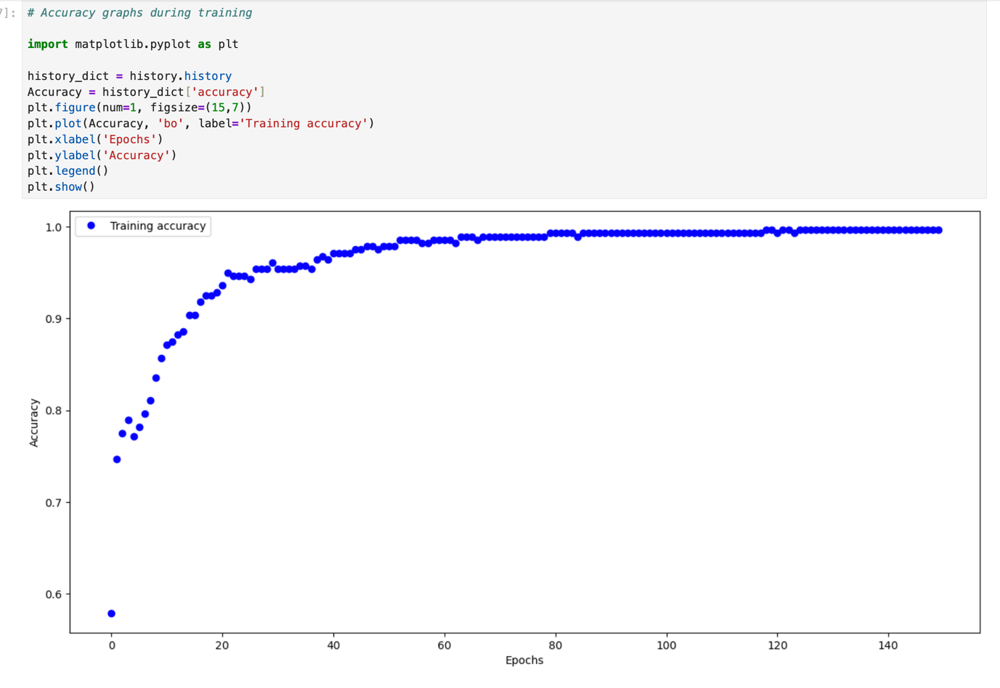 7]: # Accuracy graphs during training
import matplotlib.pyplot as plt
history_dict = history.history
Accuracy = history_dict['accuracy']
plt.figure(num=1, figsize=(15,7))
plt.plot(Accuracy, 'bo', label='Training accuracy')
plt.xlabel('Epochs')
plt.ylabel('Accuracy')
plt.legend()
plt.show()
Training accuracy
1.0
0.9
0.8
0.7
0.6
Accuracy
0 20 40 60 80 100 120 140
Epochs